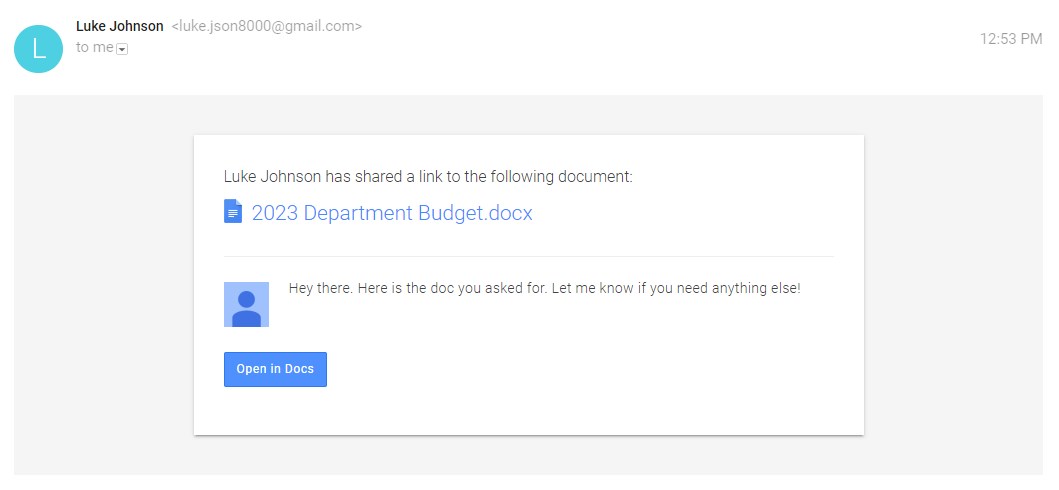 Luke Johnson <luke.json8000@gmail.com>
to me
12:53 PM
L
Luke Johnson has shared a link to the following document:
2023 Department Budget.docx
Hey there. Here is the doc you asked for. Let me know if you need anything else!
Open in Docs